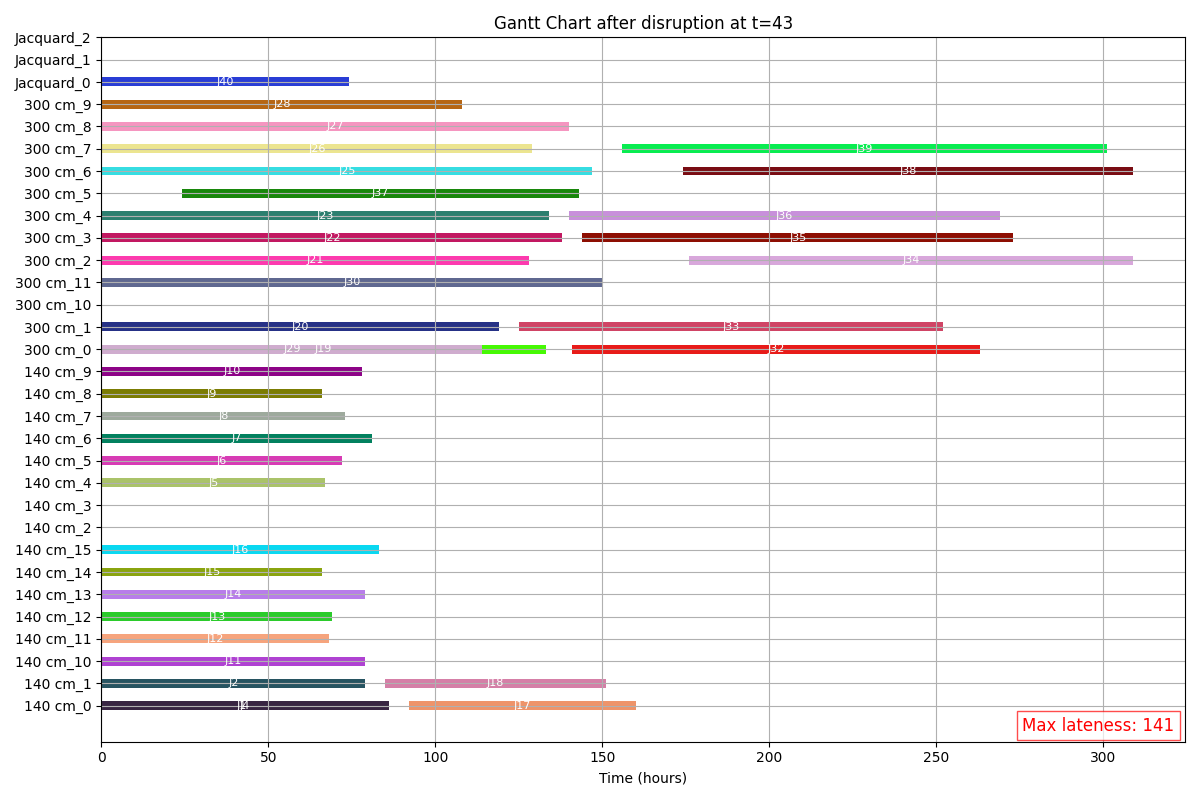 Gantt Chart after disruption at t=43
Jacquard_2
Jacquard_1
Jacquard_0 J40
300 cm_9 J28
300 cm_8 J27
300 cm_7 J26 J39
300 cm_6 J25 J38
300 cm_5 J37
300 cm_4 J23 J36
300 cm_3 J22 J35
300 cm_2 J21 J34
300 cm_11 J30
300 cm_10
300 cm_1 J20 J33
300 cm_0 J29 J19 J32
140 cm_9 J10
140 cm_8 J9
140 cm_7 J8
140 cm_6 J7
140 cm_5 J6
140 cm_4 J5
140 cm_3
140 cm_2
140 cm_15 J16
140 cm_14 J15
140 cm_13 J14
140 cm_12 J13
140 cm_11 J12
140 cm_10 J11
140 cm_1 J2 J18
140 cm_0 J17
Max lateness: 141
0 50 100 150 200 250 300
Time (hours)